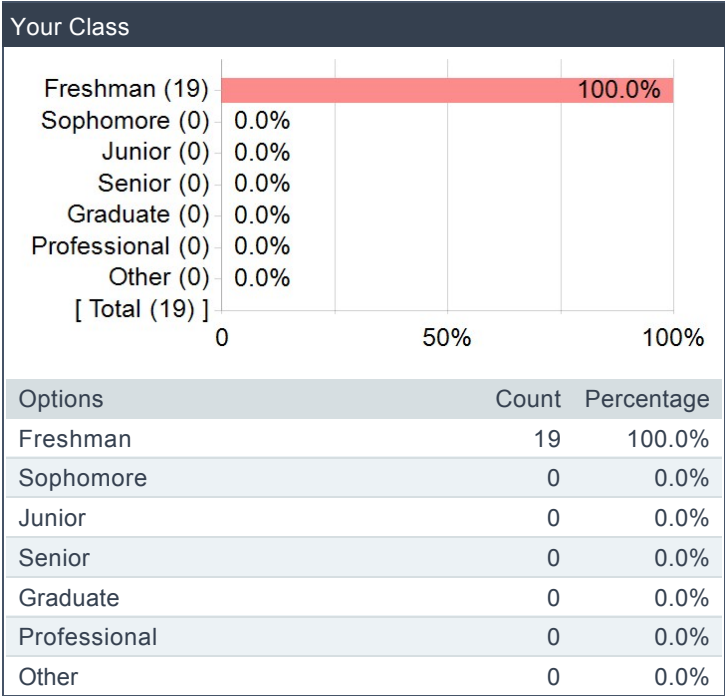 Your Class
Freshman (19) 100.0%
Sophomore (0) 0.0%
Junior (0) 0.0%
Senior (0) 0.0%
Graduate (0) 0.0%
Professional (0) 0.0%
Other (0) 0.0%
[ Total (19) ]
0 50% 100%
Options Count Percentage
Freshman 19 100.0%
Sophomore 0 0.0%
Junior 0 0.0%
Senior 0 0.0%
Graduate 0 0.0%
Professional 0 0.0%
Other 0 0.0%